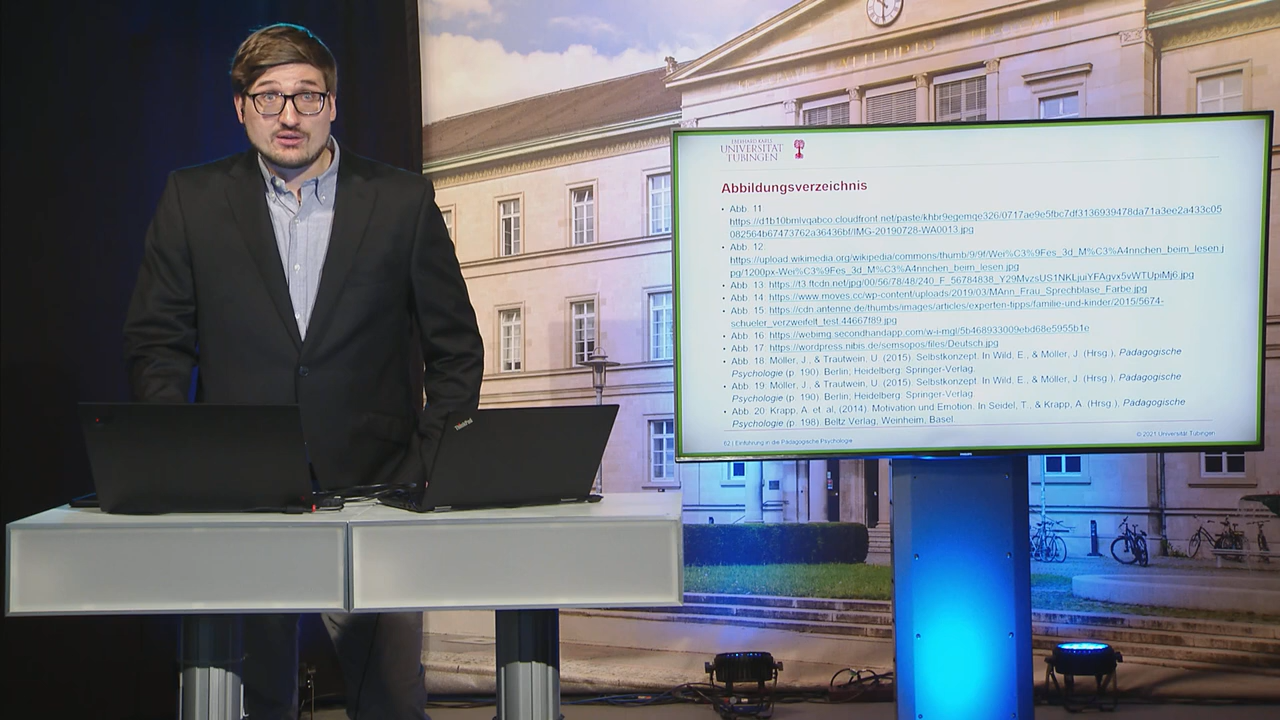 EBERHARD KARLS
UNIVERSITÄT
TÜBINGEN
Abbildungsverzeichnis
• Abb. 11
https://d1b10bmlvqabco.cloudfront.net/paste/khbr9egemqe326/0717ae9e5fbc7df3136939478da71a3ee2a433c05
082564b67473762a36436bf/IMG-20190728-WA0013.jpg
• Abb. 12:
https://upload.wikimedia.org/wikipedia/commons/thumb/9/9f/Wei%C3%9Fes_3d_M%C3%A4nnchen_beim_lesen.j
pg/1200px-Wei%C3%9Fes_3d_M%C3%A4nnchen_beim_lesen.jpg
• Abb. 13: https://t3.ftcdn.net/jpg/00/56/78/48/240_F_56784838_Y29MvzsUS1NKLjuiYFAgvx5vWTUpiMj6.jpg
• Abb. 14 https://www.moves.cc/wp-content/uploads/2019/03/MAnn_Frau_Sprechblase_Farbe.jpg
• Abb. 15: https://cdn.antenne.de/thumbs/images/articles/experten-tipps/familie-und-kinder/2015/5674-
schueler_verzweifelt_test.44667f89.jpg
• Abb. 16 https://webimg.secondhandapp.com/w-i-mgl/5b468933009ebd68e5955b1e
• Abb. 17: https://wordpress.nibis.de/semsopos/files/Deutsch.jpg
• Abb. 18: Möller, J., & Trautwein, U. (2015). Selbstkonzept. In Wild, E., & Möller, J. (Hrsg.), Pädagogische
Psychologie (p. 190). Berlin; Heidelberg: Springer-Verlag.
• Abb. 19: Möller, J., & Trautwein, U. (2015). Selbstkonzept. In Wild, E., & Möller, J. (Hrsg.), Pädagogische
Psychologie (p. 190). Berlin; Heidelberg: Springer-Verlag
• Abb. 20: Krapp, A. et. al, (2014). Motivation und Emotion. In Seidel, T., & Krapp, A. (Hrsg.), Pädagogische
Psychologie (p. 198). Beltz Verlag, Weinheim, Basel.
62 | Einführung in die Pädagogische Psychologie
© 2021 Universität Tübingen
PHILIPS
ThinkPad